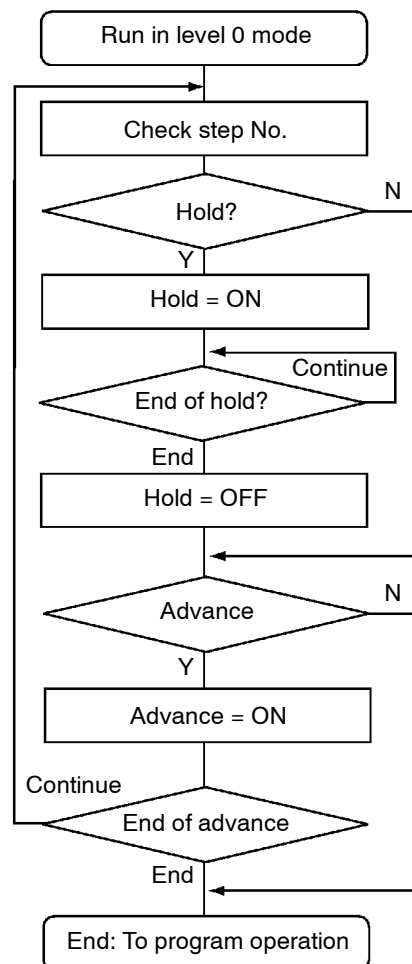 Run in level 0 mode
Check step No.
Hold?
N
Y
Hold = ON
Continue
End of hold?
End
Hold = OFF
Advance
N
Y
Advance = ON
Continue
End of advance
End
End: To program operation